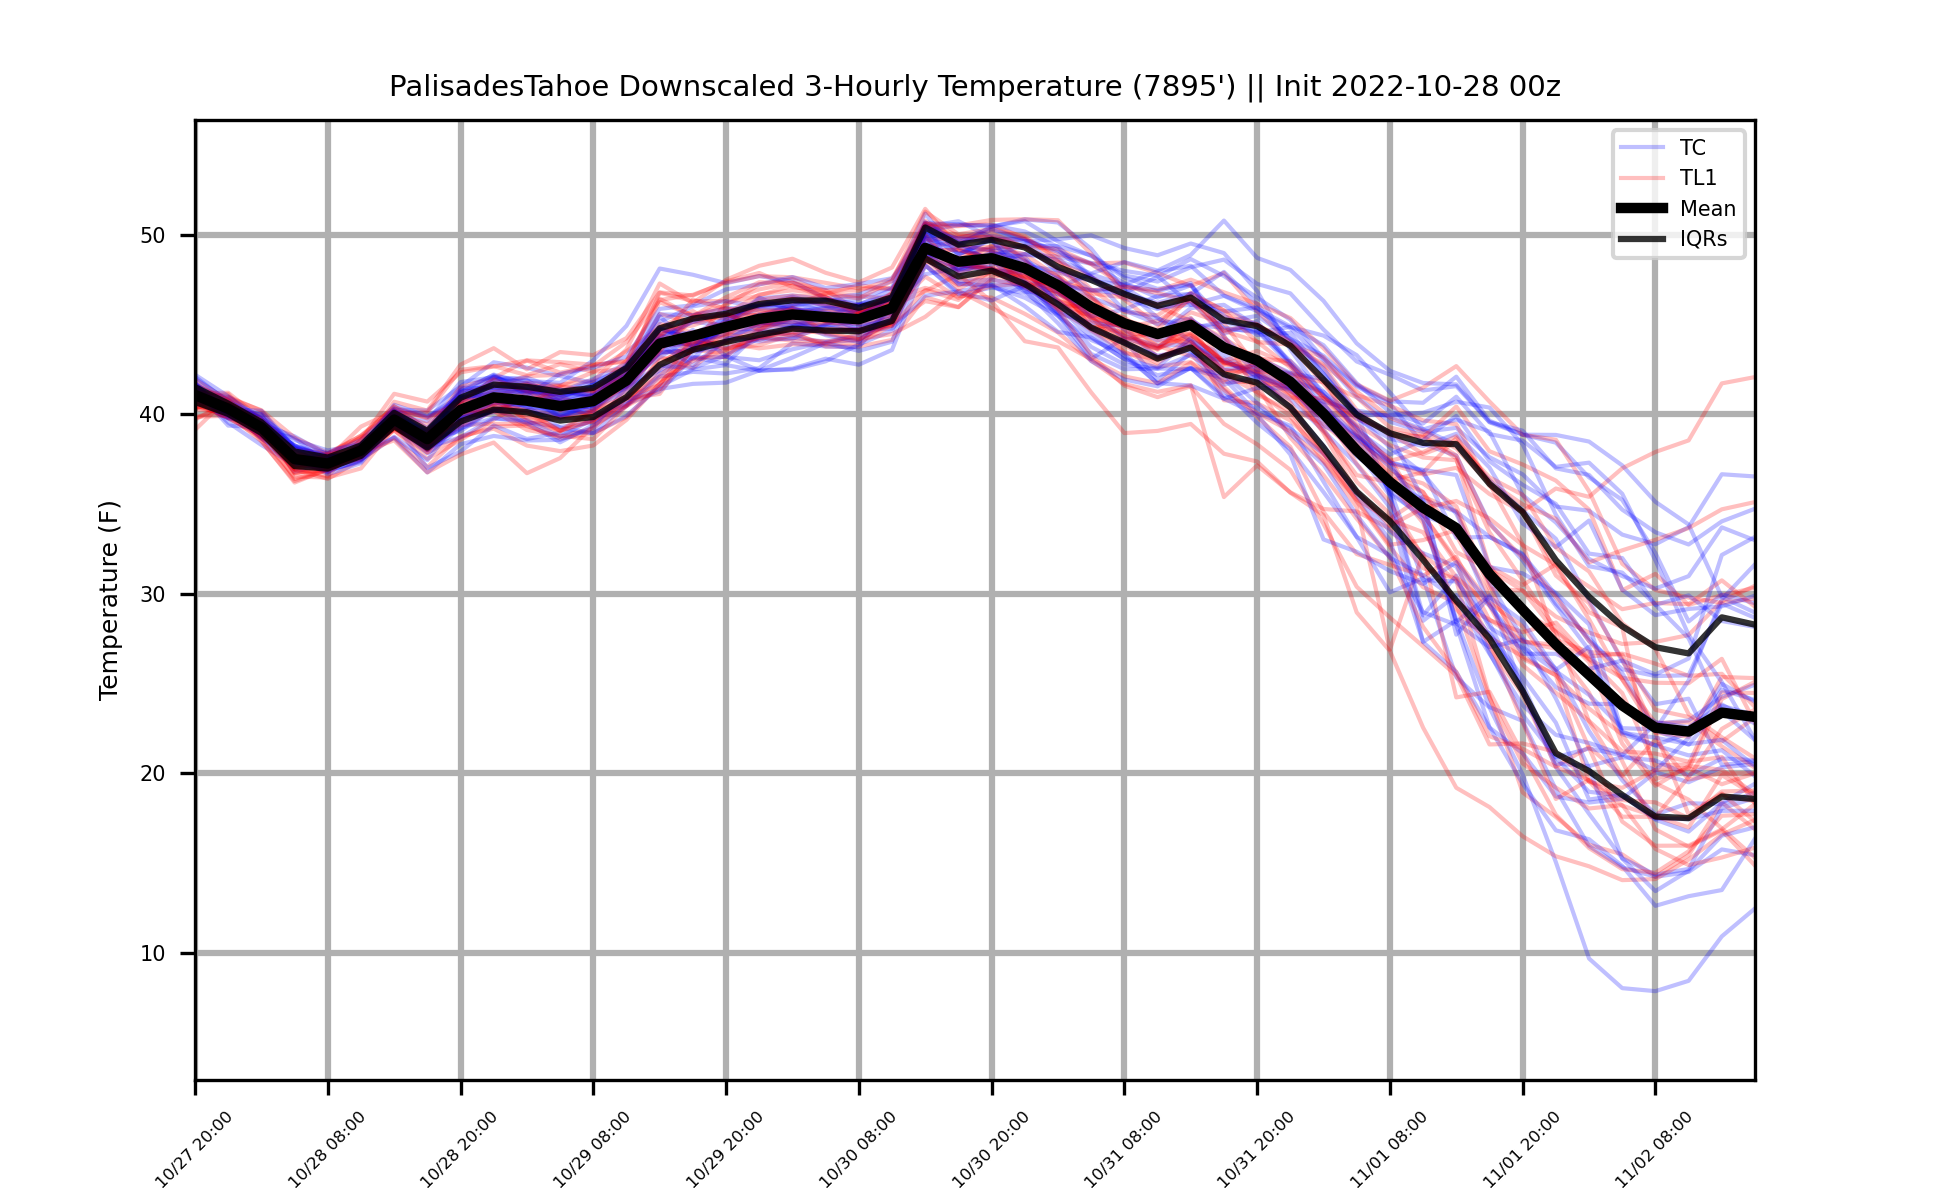 PalisadesTahoe Downscaled 3-Hourly Temperature (7895') || Init 2022-10-28 00z
TC
TL1
Mean
IQRs
Temperature (F)
50
40
30
20
10
10/27 20:00
10/28 08:00
10/28 20:00
10/29 08:00
10/29 20:00
10/30 08:00
10/30 20:00
10/31 08:00
10/31 20:00
11/01 08:00
11/01 20:00
11/02 08:00